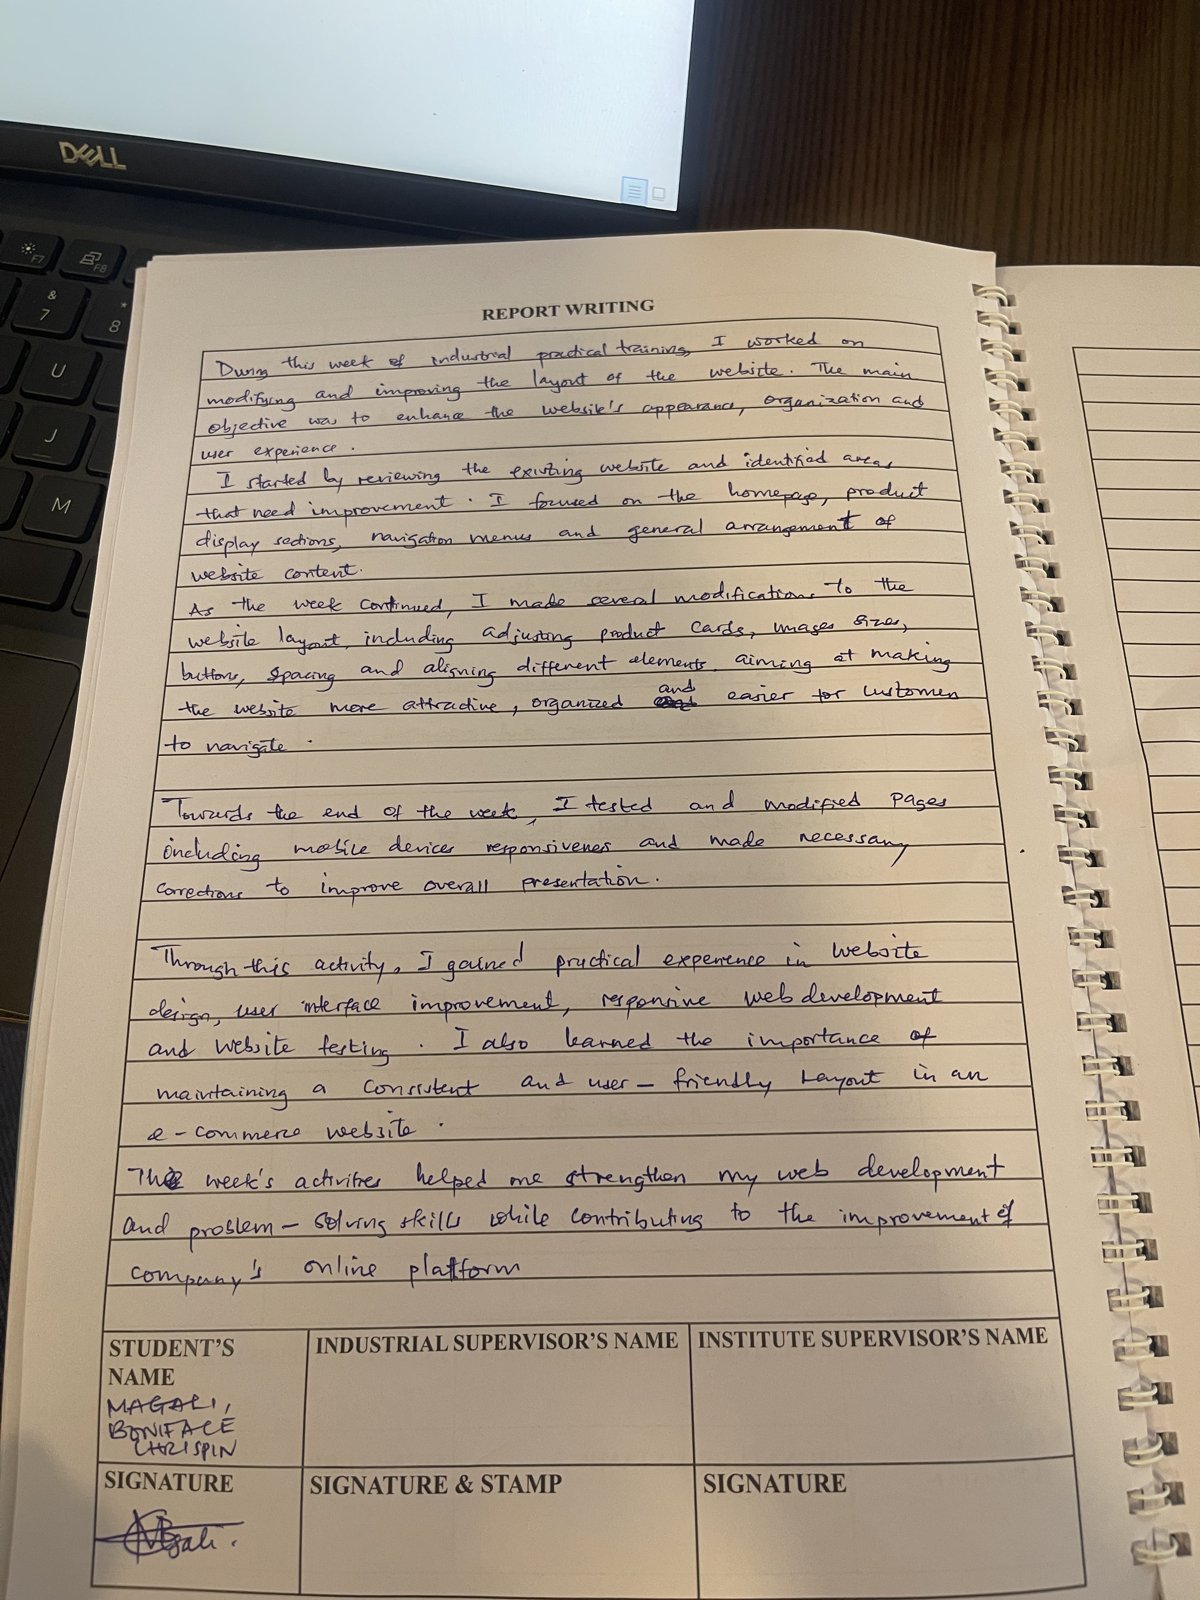 DELL
F7
F8
&
7
*
8
U
J
M
REPORT WRITING
During this week of industrial practical training, I worked on
modifying and improving the layout of the website. The main
objective was to enhance the website's appearance, organization and
user experience.
I started by reviewing the existing website and identified areas
that need improvement. I focused on the homepage, product
display sections, navigation menus and general arrangement of
website content.
As the week continued, I made several modifications to the
website layout, including adjusting product cards, images sizes,
buttons, spacing and aligning different elements, aiming at making
the website more attractive, organized and easier for customers
to navigate.
Towards the end of the week, I tested and modified pages
including mobile devices responsiveness and made necessary
corrections to improve overall presentation.
Through this activity, I gained practical experience in website
design, user interface improvement, responsive web development
and website testing. I also learned the importance of
maintaining a consistent and user-friendly layout in an
e-commerce website.
The week's activities helped me strengthen my web development
and problem-solving skills while contributing to the improvement of
company's online platform
STUDENT'S NAME
INDUSTRIAL SUPERVISOR'S NAME
INSTITUTE SUPERVISOR'S NAME
MAGALI,
BONIFACE
CHRISPIN
SIGNATURE
SIGNATURE & STAMP
SIGNATURE